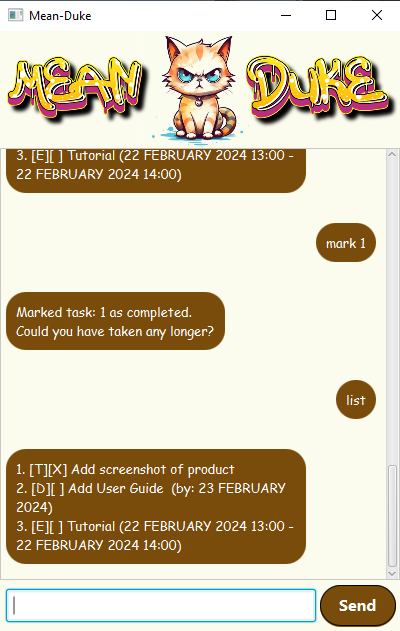 Mean-Duke
MEAN DUKE
3. [E][ ] Tutorial (22 FEBRUARY 2024 13:00 -
22 FEBRUARY 2024 14:00)
mark 1
Marked task: 1 as completed.
Could you have taken any longer?
list
1. [T][X] Add screenshot of product
2. [D][ ] Add User Guide  (by: 23 FEBRUARY
2024)
3. [E][ ] Tutorial (22 FEBRUARY 2024 13:00 -
22 FEBRUARY 2024 14:00)
Send